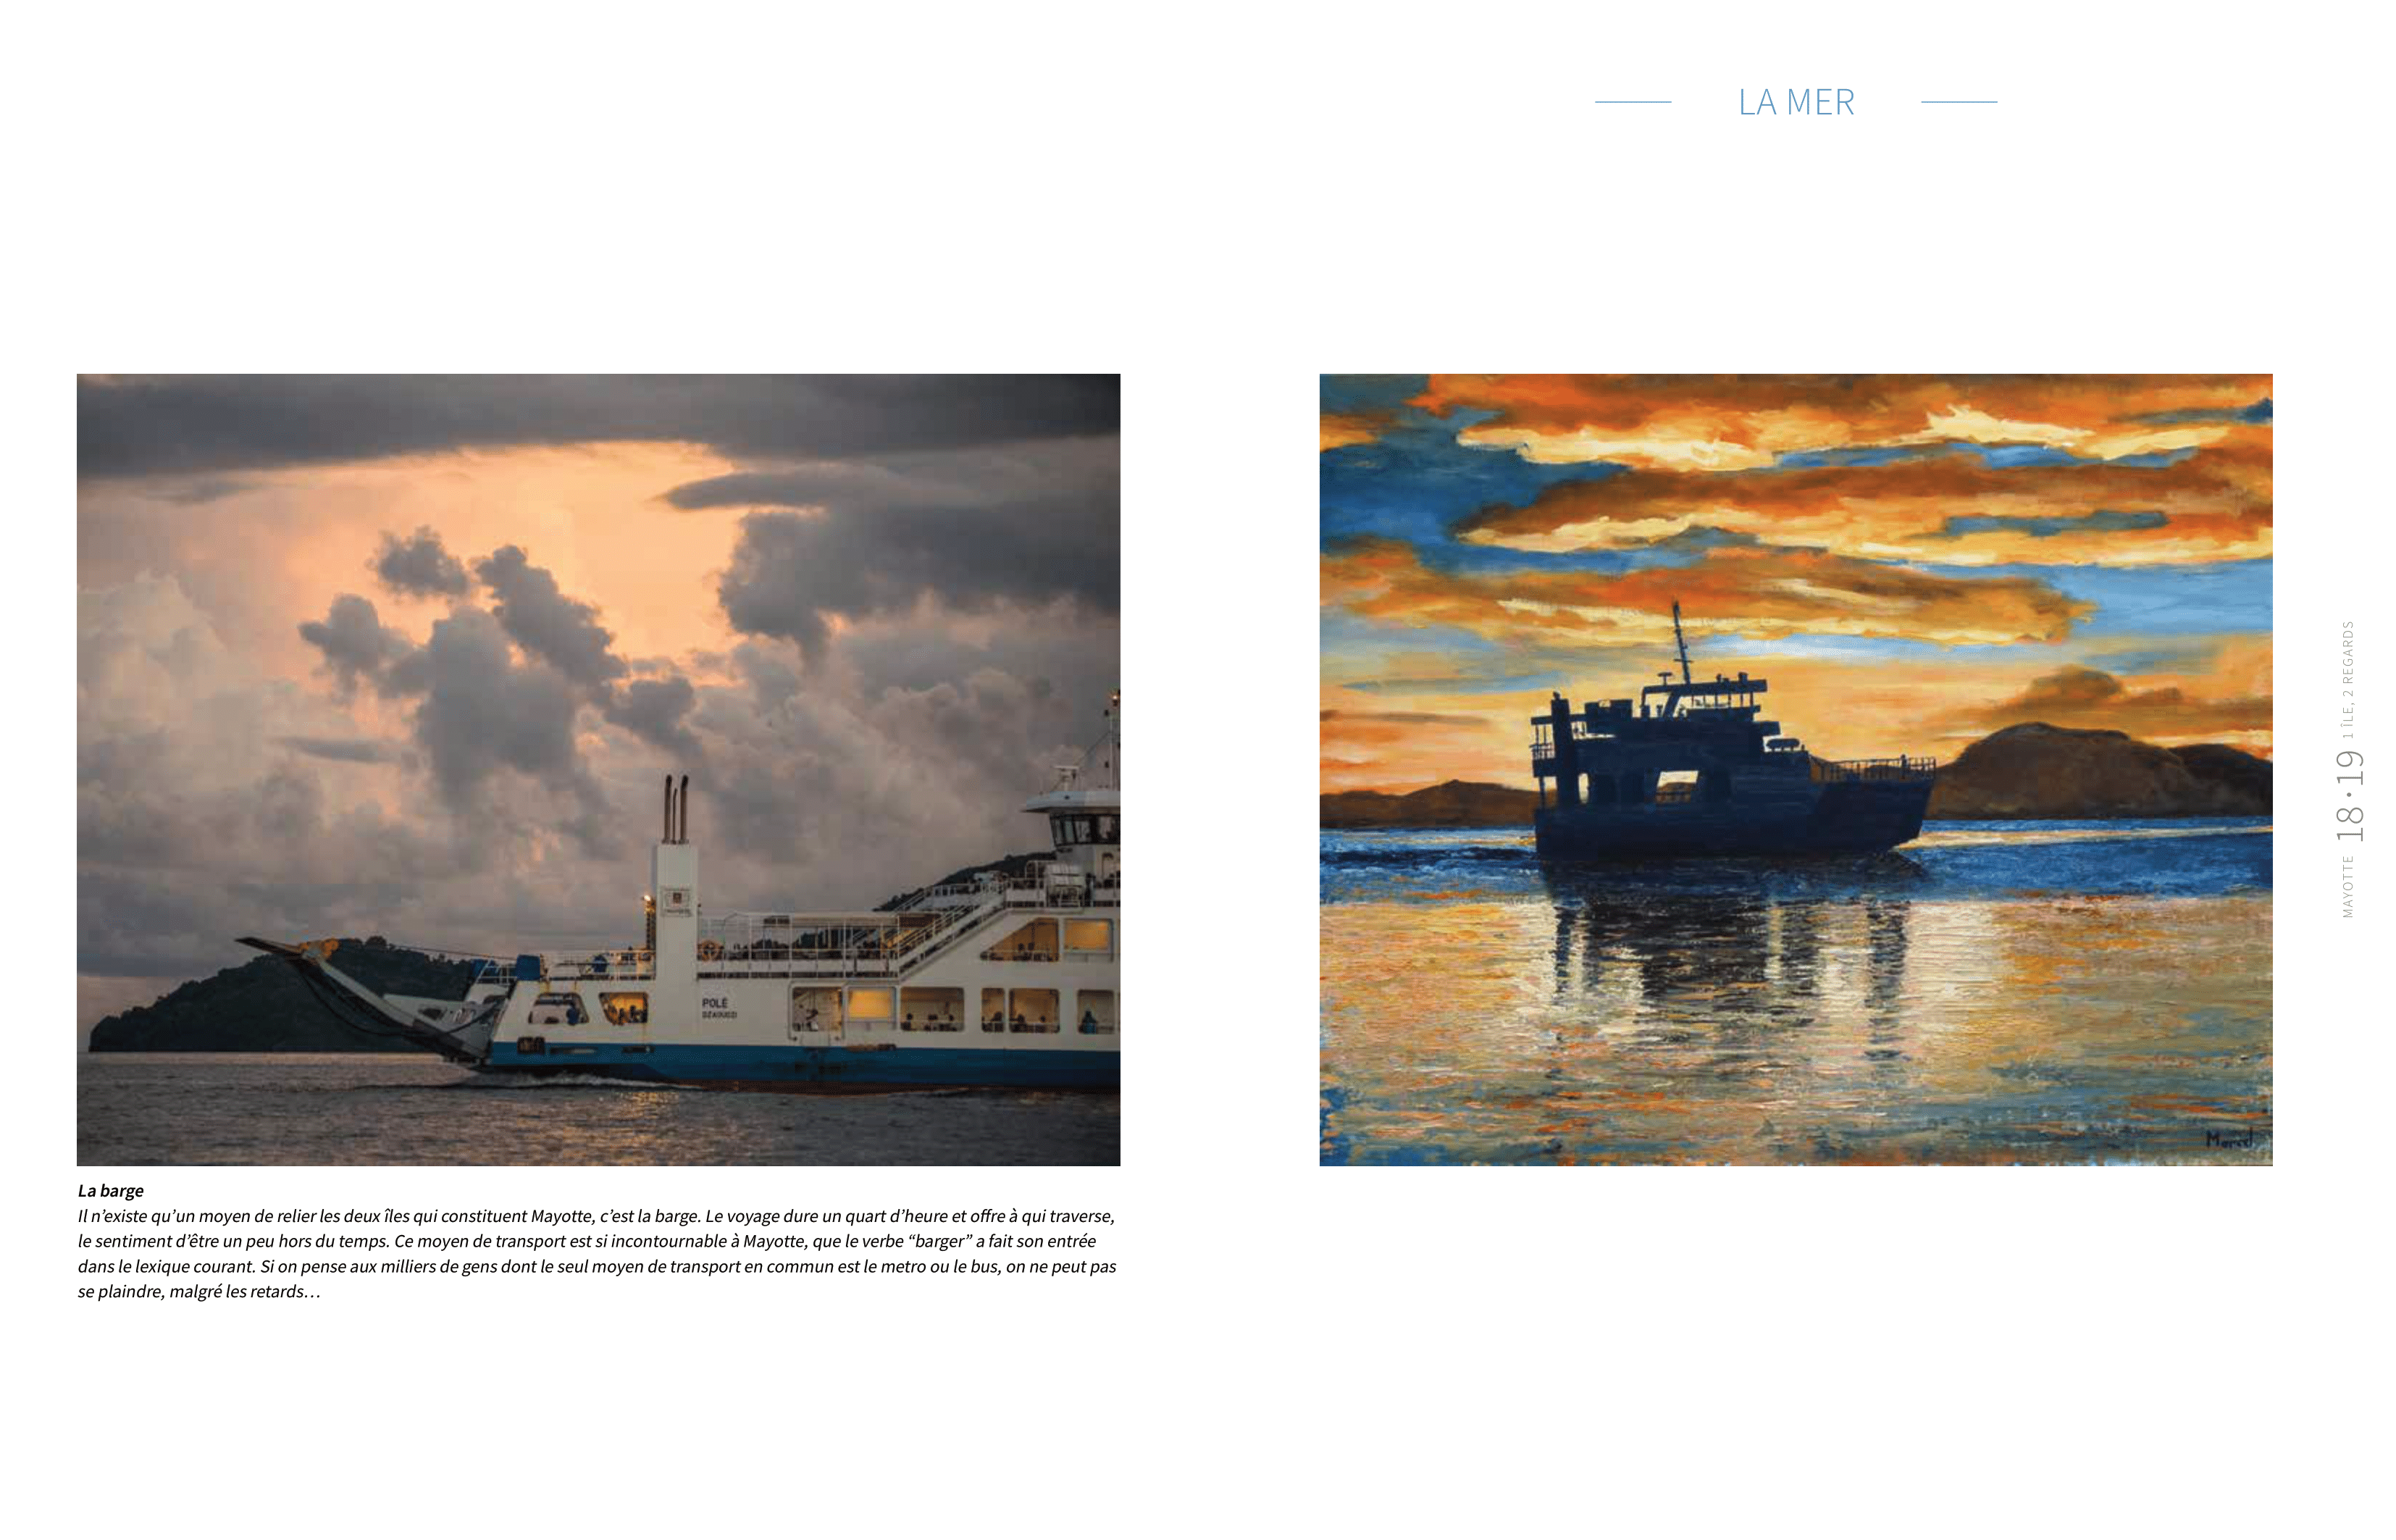 LA MER
POLE
DZAOUDZI
La barge
Il n’existe qu’un moyen de relier les deux îles qui constituent Mayotte, c’est la barge. Le voyage dure un quart d’heure et offre à qui traverse,
le sentiment d’être un peu hors du temps. Ce moyen de transport est si incontournable à Mayotte, que le verbe “barger” a fait son entrée
dans le lexique courant. Si on pense aux milliers de gens dont le seul moyen de transport en commun est le metro ou le bus, on ne peut pas
se plaindre, malgré les retards…
MAYOTTE 18•19 1 ÎLE, 2 REGARDS